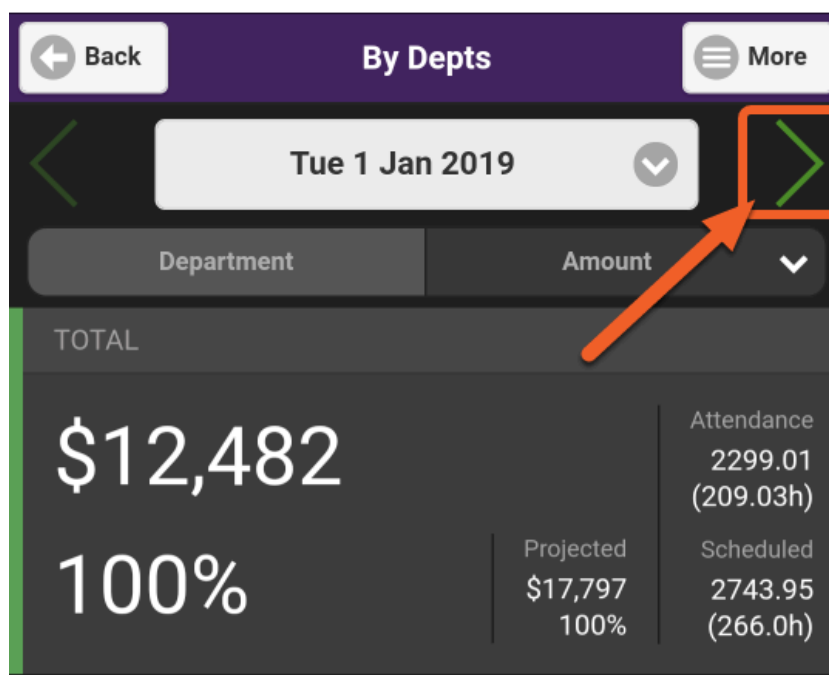 Back
By Depts
More
Tue 1 Jan 2019
Department
Amount
TOTAL
$12,482
100%
Projected
$17,797
100%
Attendance
2299.01
(209.03h)
Scheduled
2743.95
(266.0h)